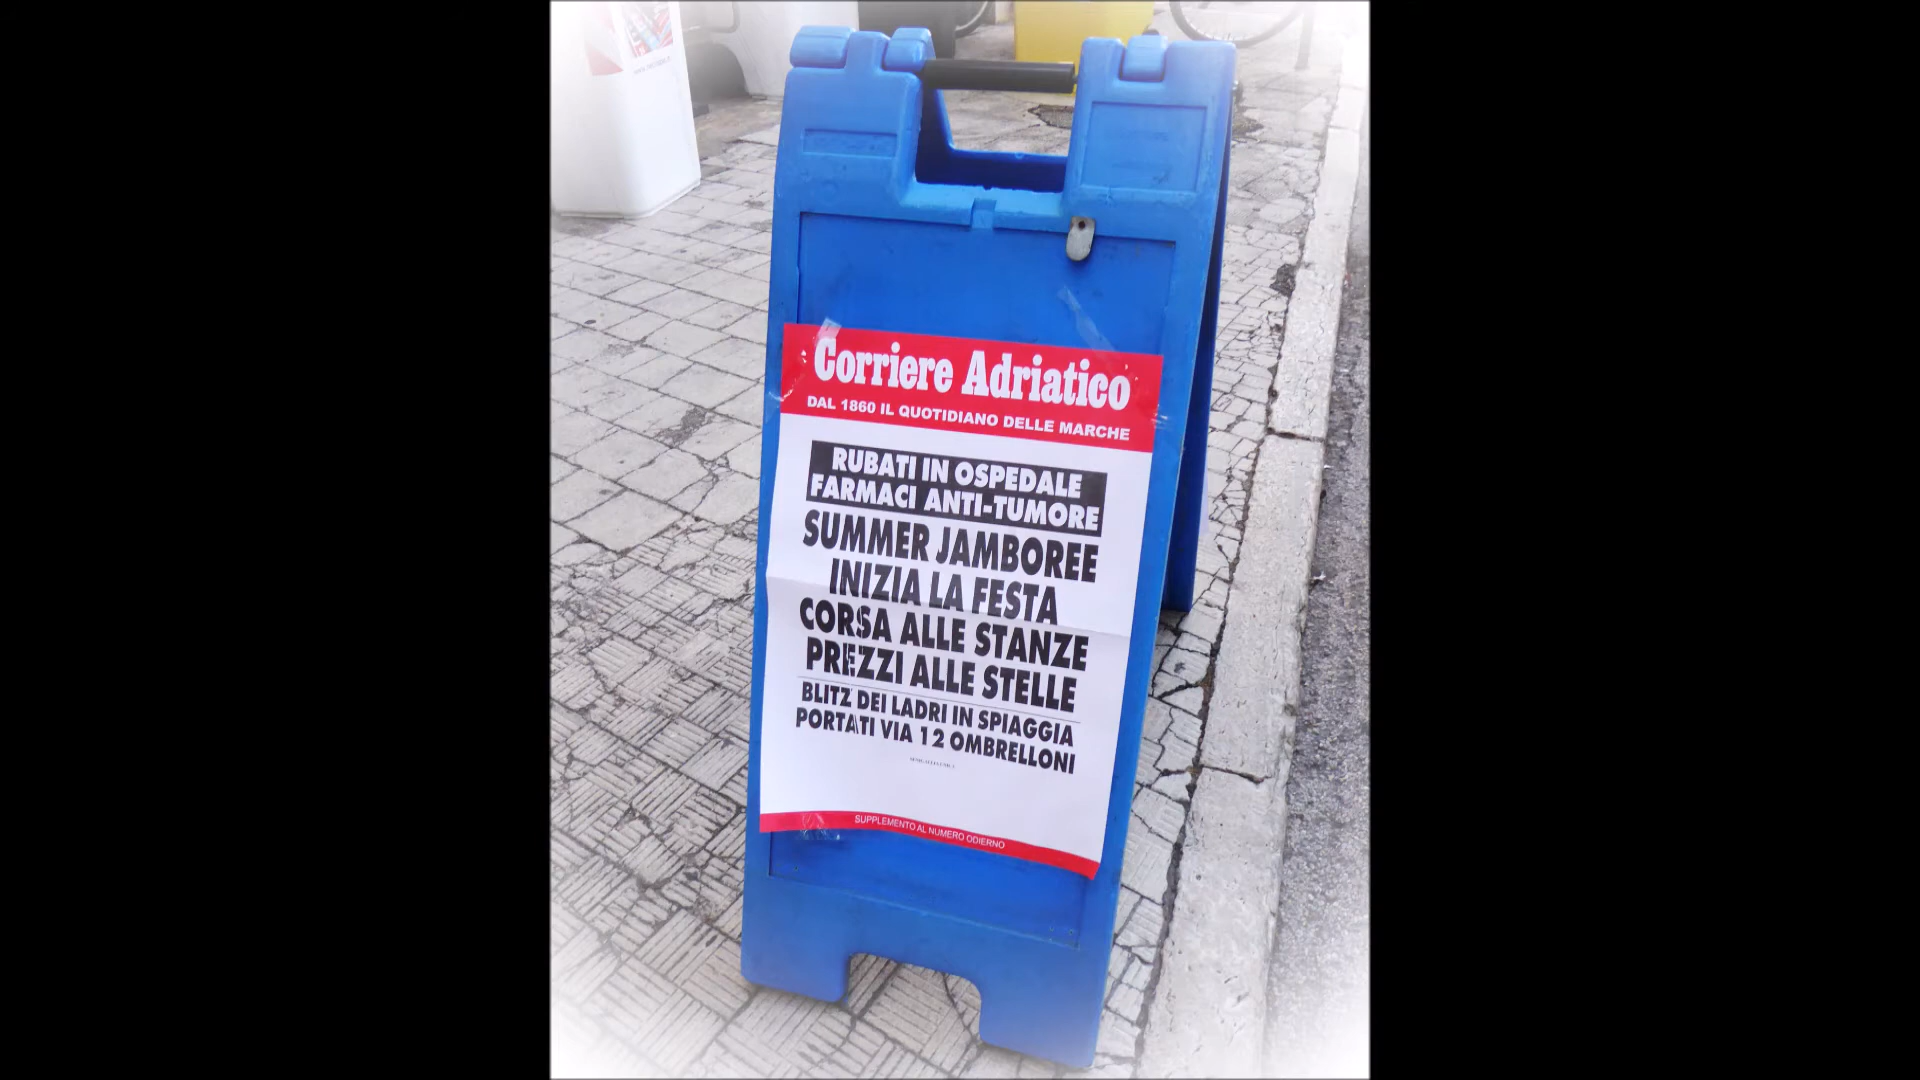 Corriere Adriatico
DAL 1860 IL QUOTIDIANO DELLE MARCHE
RUBATI IN OSPEDALE
FARMACI ANTI-TUMORE
SUMMER JAMBOREE
INIZIA LA FESTA
CORSA ALLE STANZE
PREZZI ALLE STELLE
BLITZ DEI LADRI IN SPIAGGIA
PORTATI VIA 12 OMBRELLONI
SUPPLEMENTO AL NUMERO ODIERNO